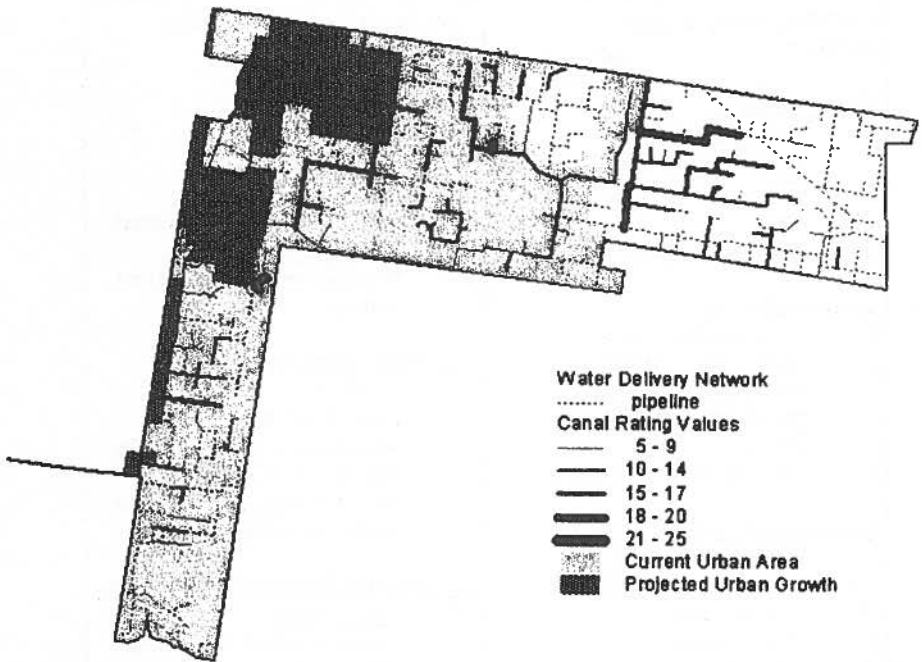 Water Delivery Network
pipeline
Canal Rating Values
5 - 9
10 - 14
15 - 17
18 - 20
21 - 25
Current Urban Area
Projected Urban Growth